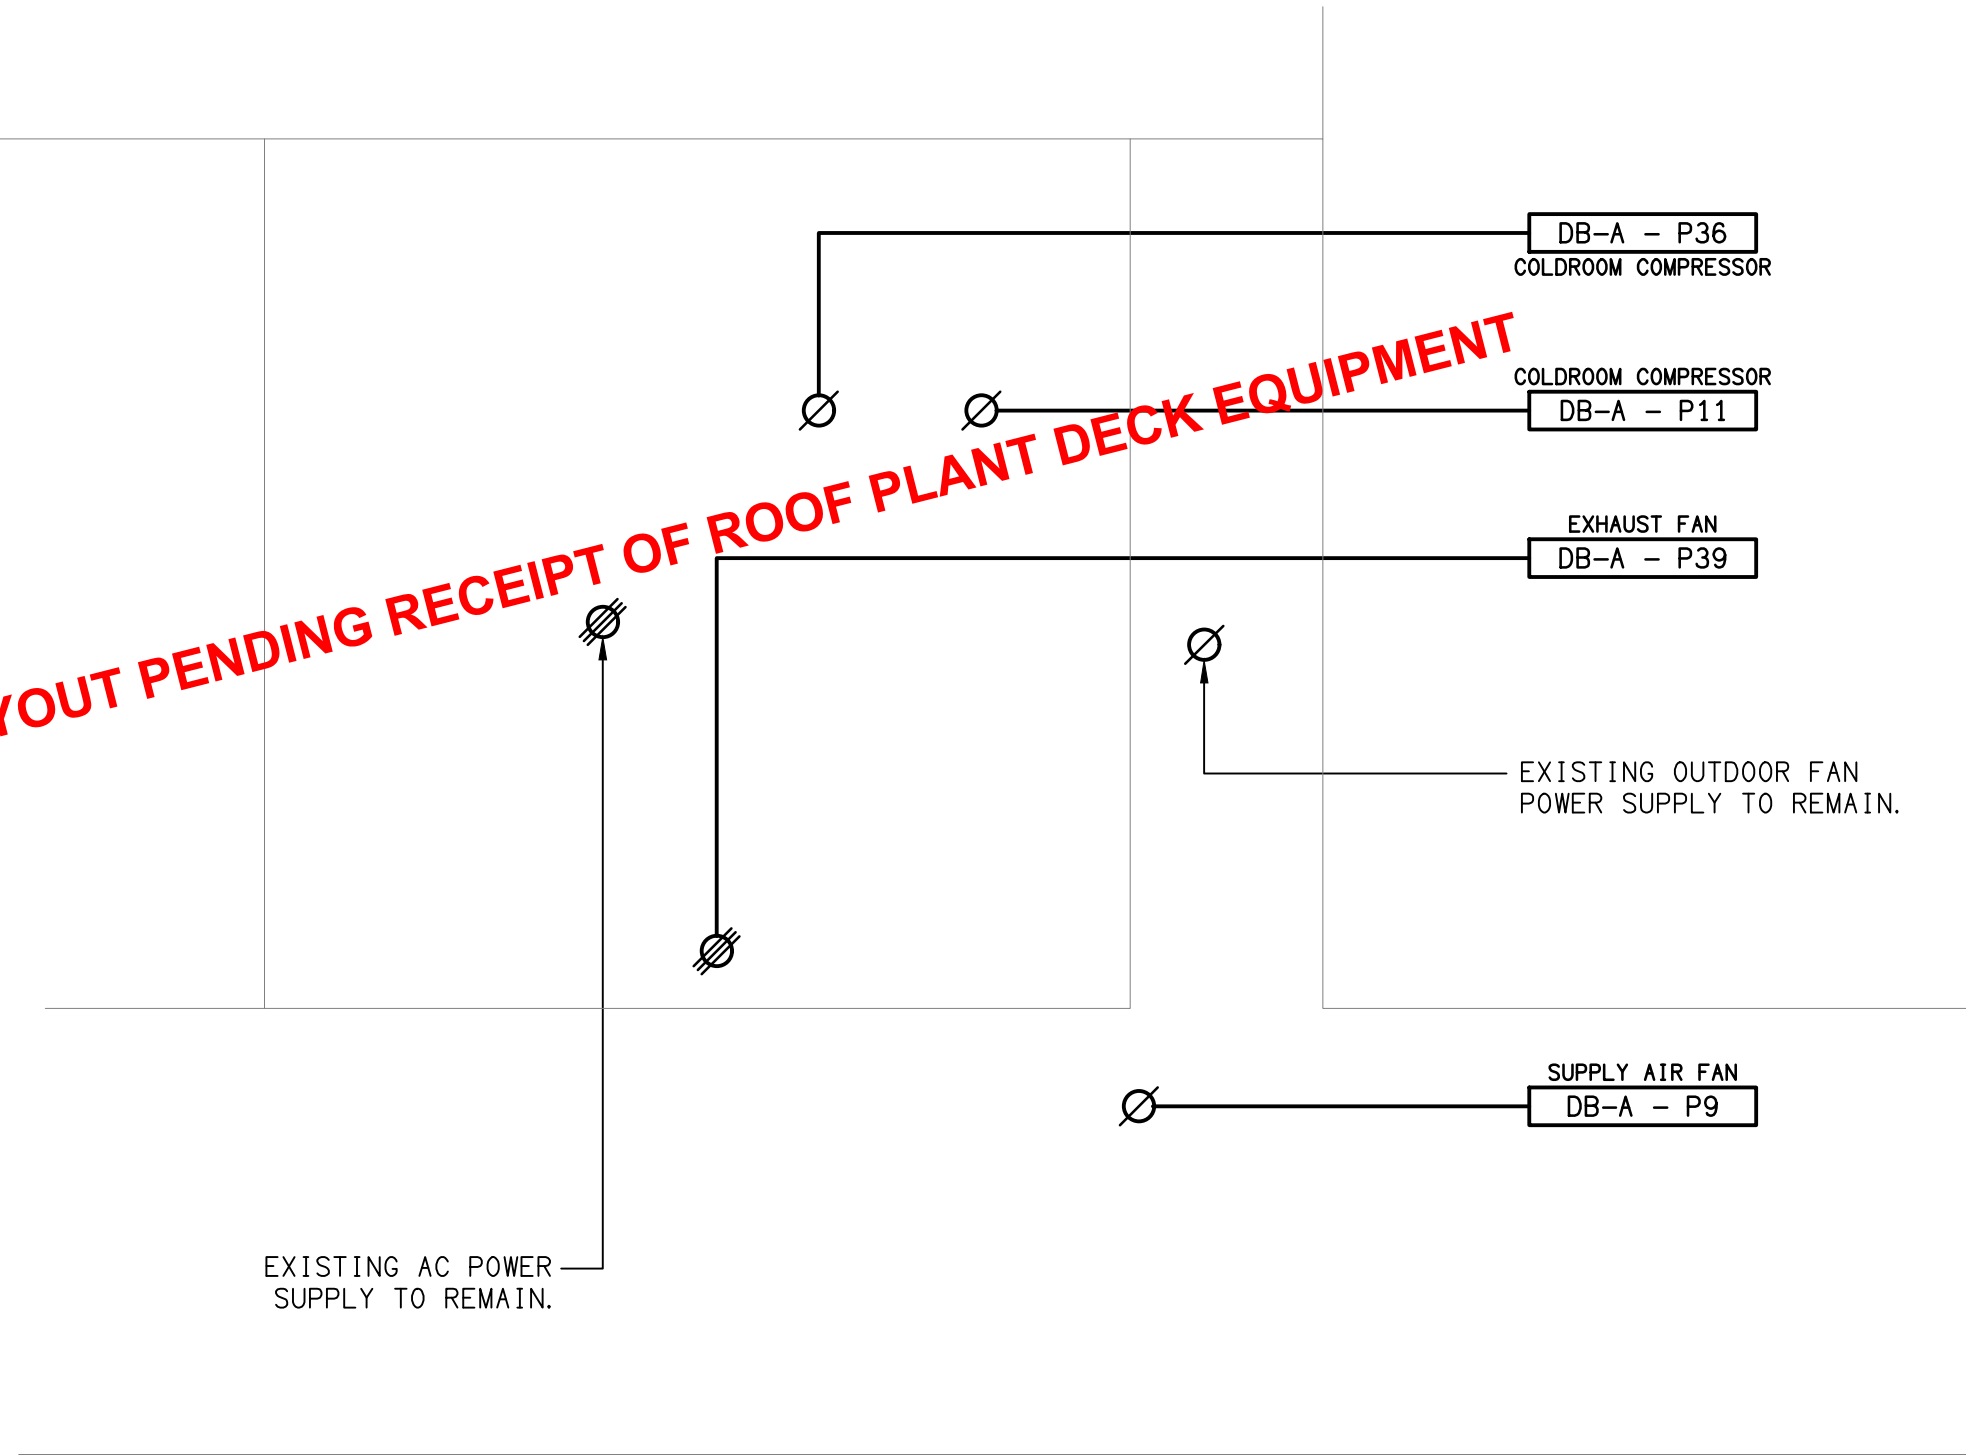 DB-A - P36
COLDROOM COMPRESSOR
COLDROOM COMPRESSOR
DB-A - P11
YOUT PENDING RECEIPT OF ROOF PLANT DECK EQUIPMENT
EXHAUST FAN
DB-A - P39
EXISTING OUTDOOR FAN
POWER SUPPLY TO REMAIN.
SUPPLY AIR FAN
DB-A - P9
EXISTING AC POWER
SUPPLY TO REMAIN.